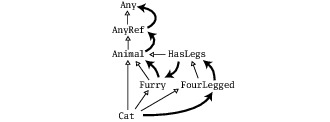 Any
AnyRef
Animal HasLegs
Furry FourLegged
Cat